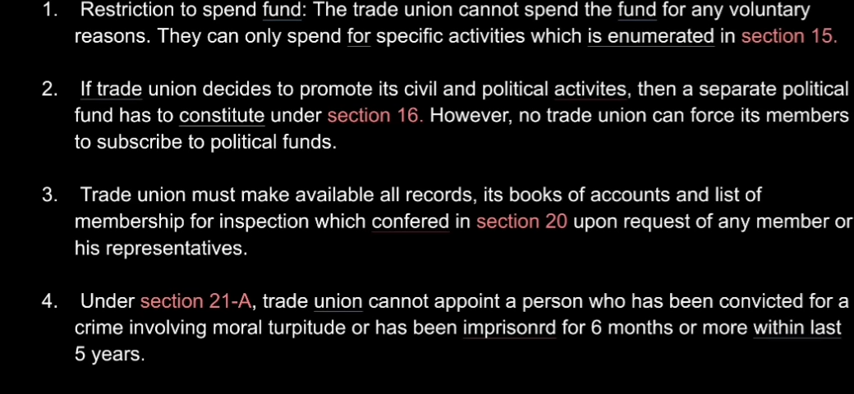 1. Restriction to spend fund: The trade union cannot spend the fund for any voluntary
reasons. They can only spend for specific activities which is enumerated in section 15.
2. If trade union decides to promote its civil and political activites, then a separate political
fund has to constitute under section 16. However, no trade union can force its members
to subscribe to political funds.
3. Trade union must make available all records, its books of accounts and list of
membership for inspection which confered in section 20 upon request of any member or
his representatives.
4. Under section 21-A, trade union cannot appoint a person who has been convicted for a
crime involving moral turpitude or has been imprisonrd for 6 months or more within last
5 years.